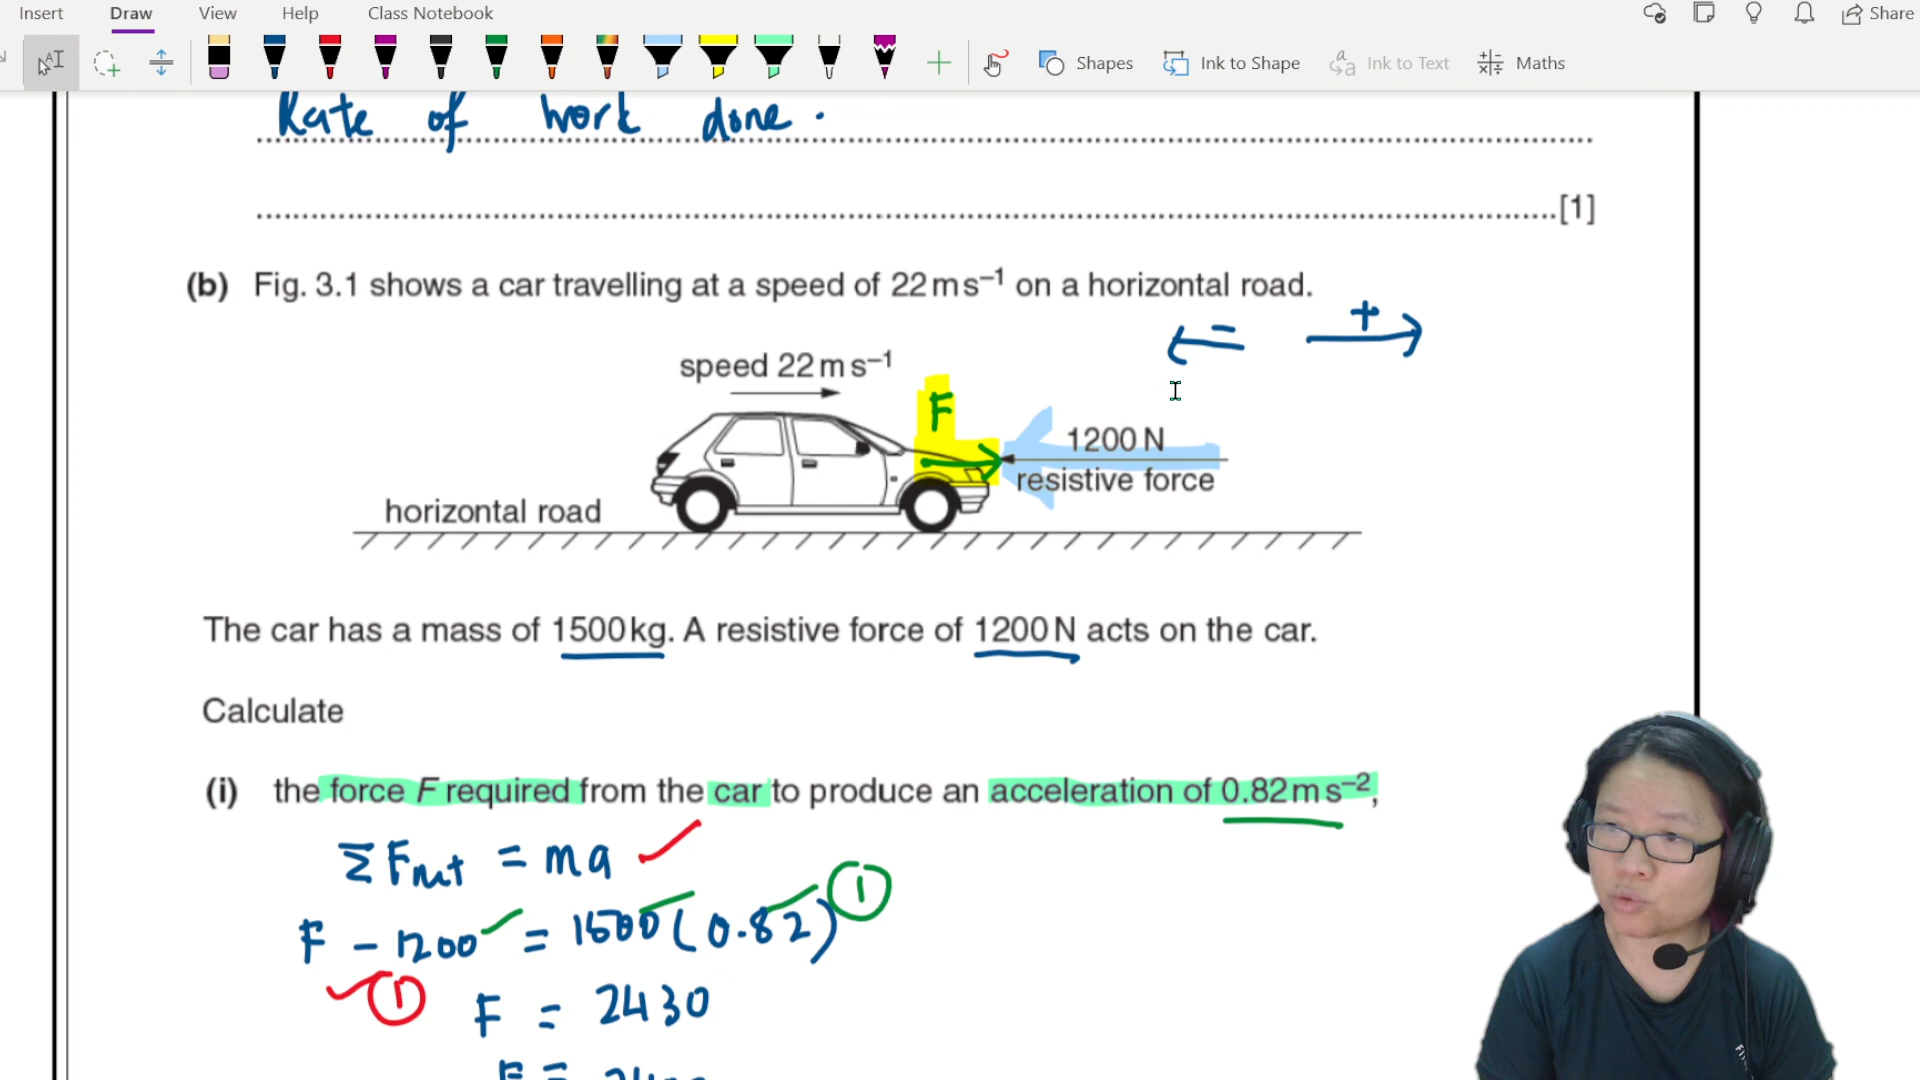 Insert Draw View Help Class Notebook Share
Shapes Ink to Shape Ink to Text Maths
Rate of work done.
[1]
(b) Fig. 3.1 shows a car travelling at a speed of 22 m s⁻¹ on a horizontal road.
− +
speed 22 m s⁻¹
F
1200 N
resistive force
horizontal road
The car has a mass of 1500 kg. A resistive force of 1200 N acts on the car.
Calculate
(i) the force F required from the car to produce an acceleration of 0.82 m s⁻²,
ΣFnet = ma
F − 1200 = 1500 (0.82) 1
1 F = 2430